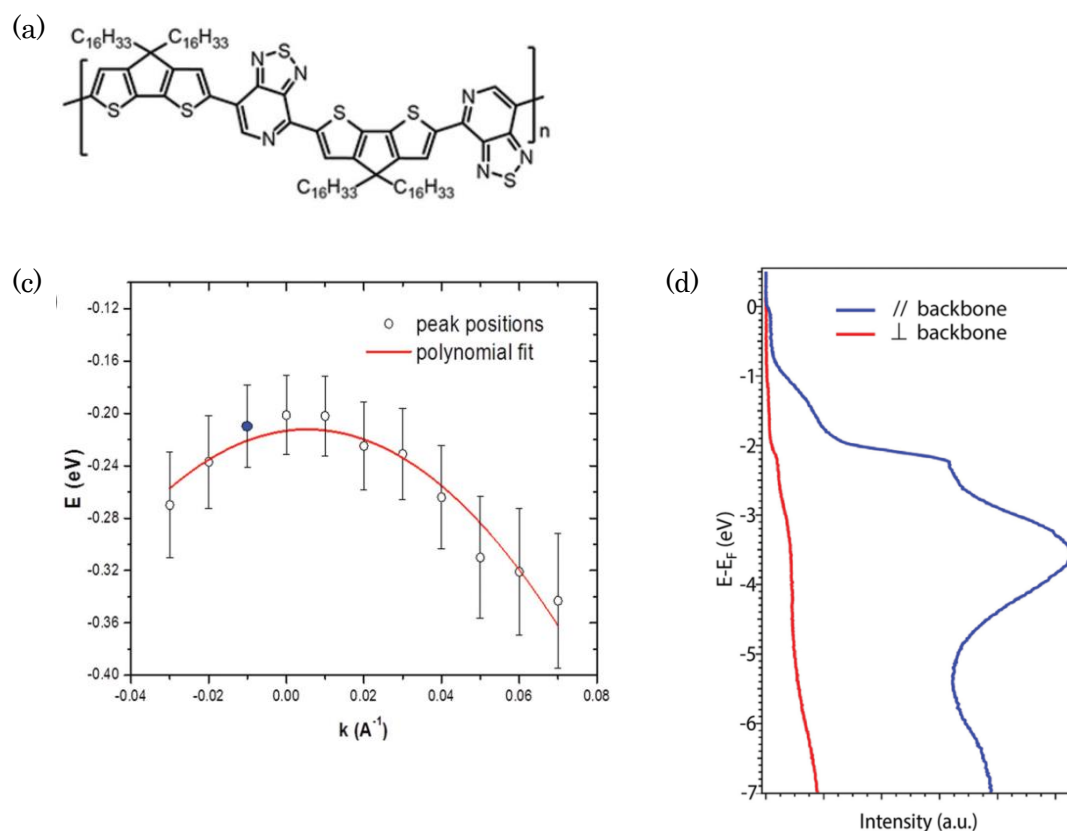 (a)
C₁₆H₃₃ C₁₆H₃₃
S S N S N N
S S N N S N n
C₁₆H₃₃ C₁₆H₃₃
(c)
-0.12
-0.16
-0.20
-0.24
-0.28
-0.32
-0.36
-0.40
E (eV)
peak positions
polynomial fit
-0.04 -0.02 0.00 0.02 0.04 0.06 0.08
k (A⁻¹)
(d)
0
-1
-2
-3
-4
-5
-6
-7
E-E_F (eV)
// backbone
⊥ backbone
Intensity (a.u.)